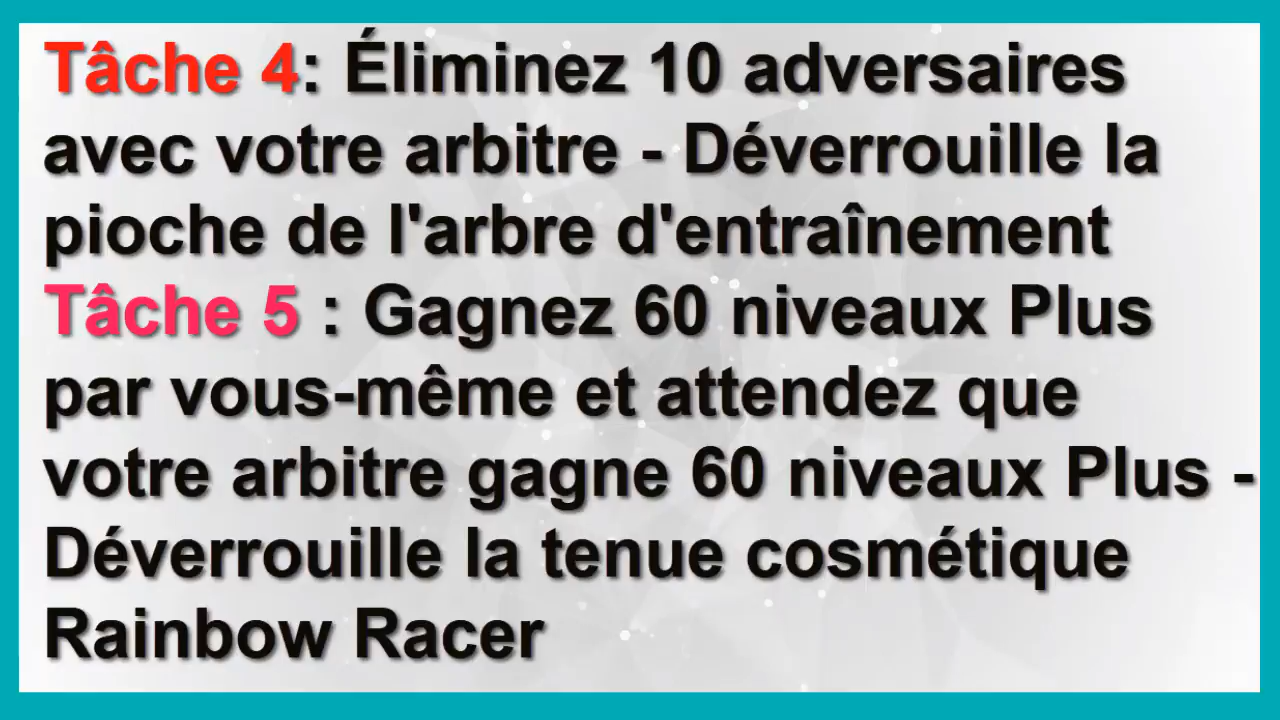 Tâche 4: Éliminez 10 adversaires
avec votre arbitre - Déverrouille la
pioche de l'arbre d'entraînement
Tâche 5 : Gagnez 60 niveaux Plus
par vous-même et attendez que
votre arbitre gagne 60 niveaux Plus -
Déverrouille la tenue cosmétique
Rainbow Racer